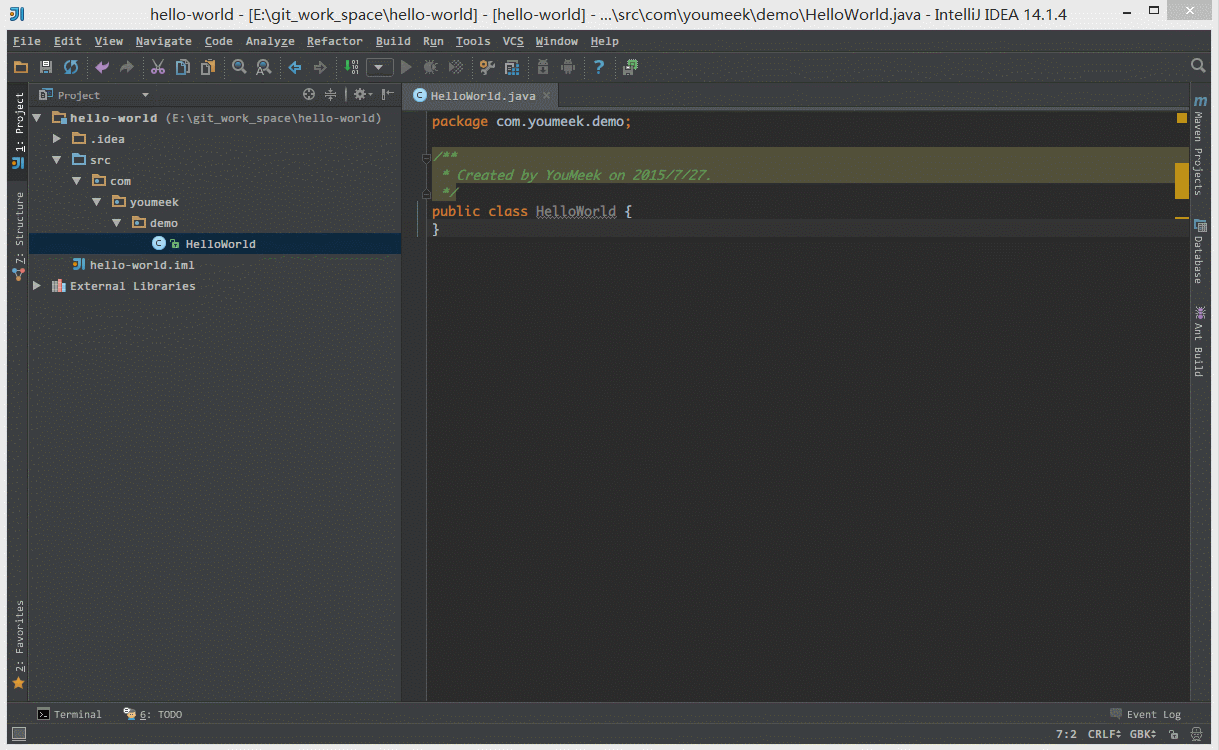 hello-world - [E:\git_work_space\hello-world] - [hello-world] - ...\src\com\youmeek\demo\HelloWorld.java - IntelliJ IDEA 14.1.4
File Edit View Navigate Code Analyze Refactor Build Run Tools VCS Window Help
Project
HelloWorld.java
1: Project
7: Structure
2: Favorites
hello-world (E:\git_work_space\hello-world)
.idea
src
com
youmeek
demo
HelloWorld
hello-world.iml
External Libraries
package com.youmeek.demo;
/**
* Created by YouMeek on 2015/7/27.
*/
public class HelloWorld {
}
Maven Projects
Database
Ant Build
Terminal
6: TODO
Event Log
7:2 CRLF GBK